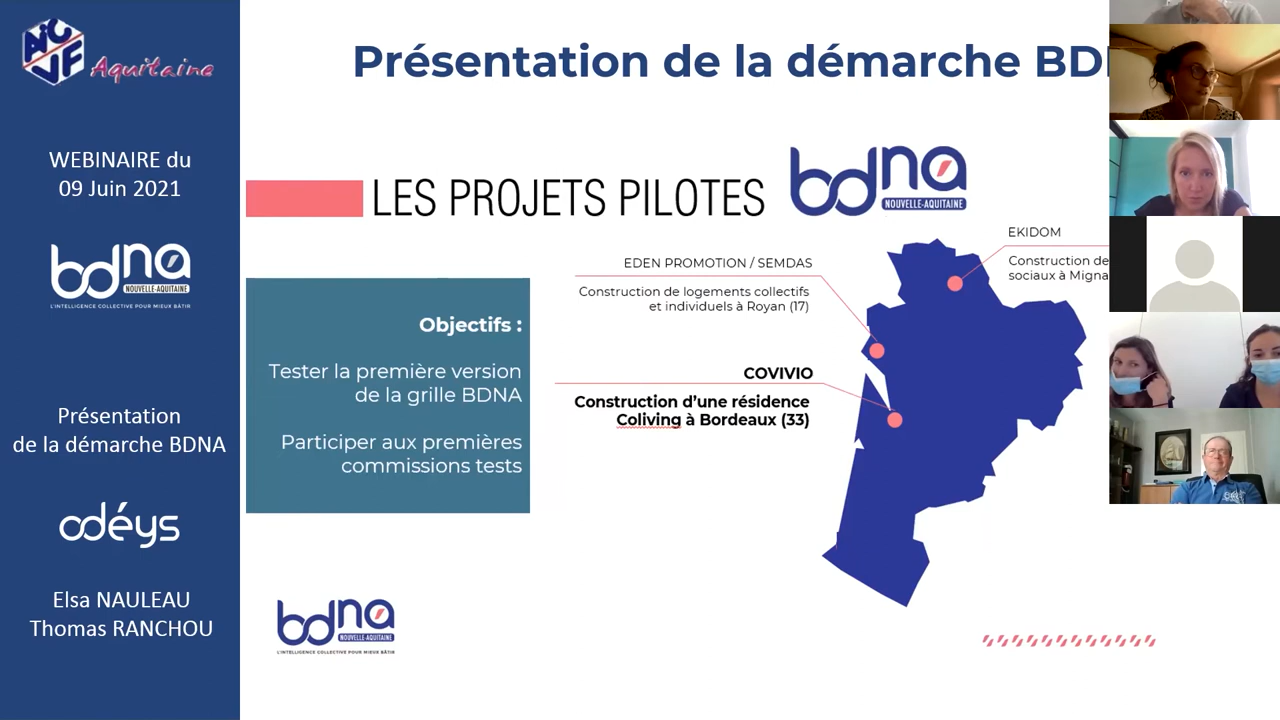 AICVF
Aquitaine
WEBINAIRE du
09 Juin 2021
bdna
NOUVELLE-AQUITAINE
L'INTELLIGENCE COLLECTIVE POUR MIEUX BÂTIR
Présentation
de la démarche BDNA
odéys
Elsa NAULEAU
Thomas RANCHOU
Présentation de la démarche BD
LES PROJETS PILOTES
bdna
NOUVELLE-AQUITAINE
Objectifs :
Tester la première version
de la grille BDNA
Participer aux premières
commissions tests
EDEN PROMOTION / SEMDAS
Construction de logements collectifs
et individuels à Royan (17)
COVIVIO
Construction d'une résidence
Coliving à Bordeaux (33)
EKIDOM
Construction de
sociaux à Migna
bdna
NOUVELLE-AQUITAINE
L'INTELLIGENCE COLLECTIVE POUR MIEUX BÂTIR